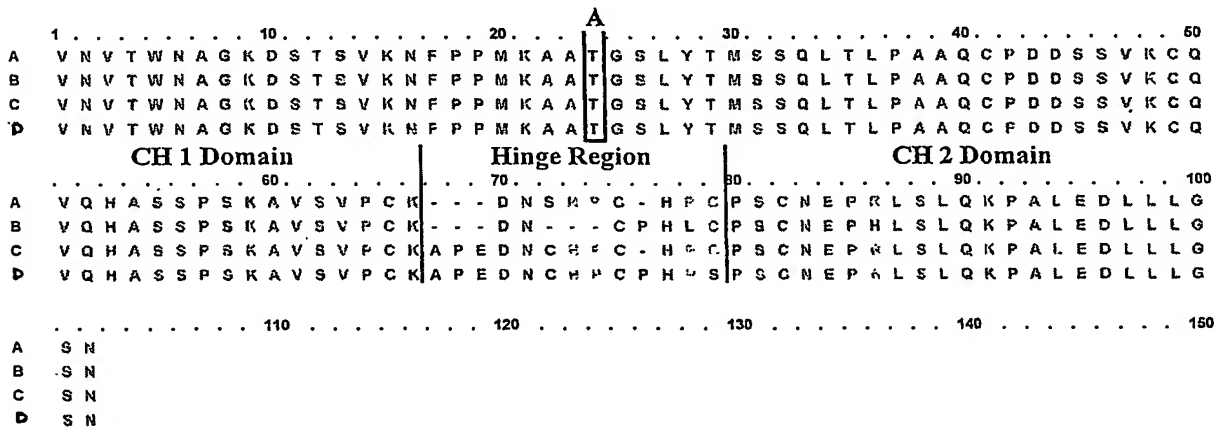 A
1 . . . . . . . . 10 . . . . . . . . 20 . . . . . . . . 30 . . . . . . . . 40 . . . . . . . . 50
A V N V T W N A G K D S T S V K N F P P M K A A T G S L Y T M S S Q L T L P A A Q C P D D S S V K C Q
B V N V T W N A G K D S T S V K N F P P M K A A T G S L Y T M S S Q L T L P A A Q C P D D S S V K C Q
C V N V T W N A G K D S T S V K N F P P M K A A T G S L Y T M S S Q L T L P A A Q C P D D S S V K C Q
D V N V T W N A G K D S T S V K N F P P M K A A T G S L Y T M S S Q L T L P A A Q C P D D S S V K C Q
CH 1 Domain Hinge Region CH 2 Domain
. . . . . . . . . 60 . . . . . . . . 70 . . . . . . . . 80 . . . . . . . . 90 . . . . . . . . 100
A V Q H A S S P S K A V S V P C K - - - D N S H P C - H P C P S C N E P R L S L Q K P A L E D L L L G
B V Q H A S S P S K A V S V P C K - - - D N - - - C P H L C P S C N E P H L S L Q K P A L E D L L L G
C V Q H A S S P S K A V S V P C K A P E D N C H P C - H C P S C N E P L S L Q K P A L E D L L L G
D V Q H A S S P S K A V S V P C K A P E D N C H P C P H S P S C N E P L S L Q K P A L E D L L L G
. . . . . . . . . 110 . . . . . . . . 120 . . . . . . . . 130 . . . . . . . . 140 . . . . . . . . 150
A S N
B S N
C S N
D S N